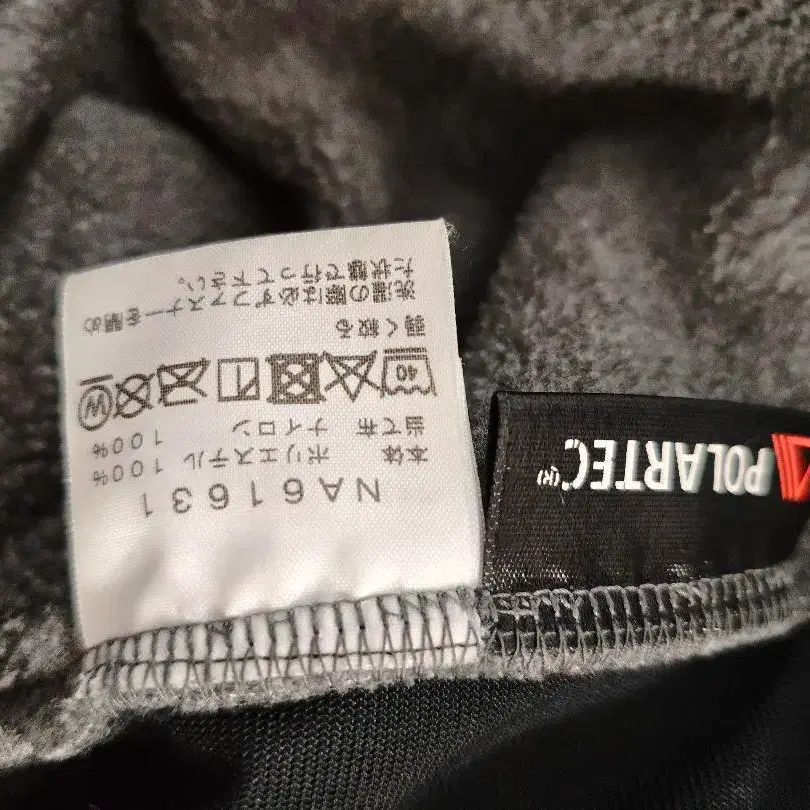 NA61631
本体 ポリエステル 100%
当て布 ナイロン 100%
40 W
弱く絞る
洗濯の際は必ずファスナーを閉め
た状態で行って下さい。
POLARTEC(R)